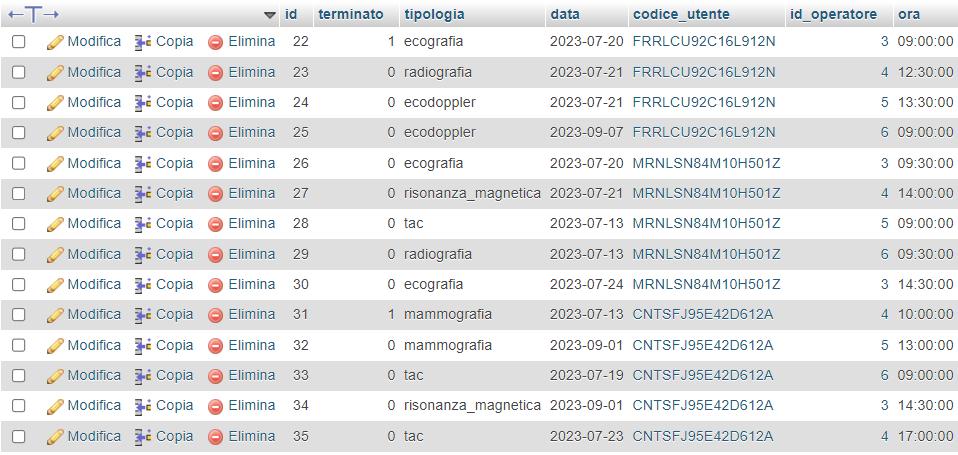 id terminato tipologia data codice_utente id_operatore ora
Modifica Copia Elimina 22 1 ecografia 2023-07-20 FRRLCU92C16L912N 3 09:00:00
Modifica Copia Elimina 23 0 radiografia 2023-07-21 FRRLCU92C16L912N 4 12:30:00
Modifica Copia Elimina 24 0 ecodoppler 2023-07-21 FRRLCU92C16L912N 5 13:30:00
Modifica Copia Elimina 25 0 ecodoppler 2023-09-07 FRRLCU92C16L912N 6 09:00:00
Modifica Copia Elimina 26 0 ecografia 2023-07-20 MRNLSN84M10H501Z 3 09:30:00
Modifica Copia Elimina 27 0 risonanza_magnetica 2023-07-21 MRNLSN84M10H501Z 4 14:00:00
Modifica Copia Elimina 28 0 tac 2023-07-13 MRNLSN84M10H501Z 5 09:00:00
Modifica Copia Elimina 29 0 radiografia 2023-07-13 MRNLSN84M10H501Z 6 09:30:00
Modifica Copia Elimina 30 0 ecografia 2023-07-24 MRNLSN84M10H501Z 3 14:30:00
Modifica Copia Elimina 31 1 mammografia 2023-07-13 CNTSFJ95E42D612A 4 10:00:00
Modifica Copia Elimina 32 0 mammografia 2023-09-01 CNTSFJ95E42D612A 5 13:00:00
Modifica Copia Elimina 33 0 tac 2023-07-19 CNTSFJ95E42D612A 6 09:00:00
Modifica Copia Elimina 34 0 risonanza_magnetica 2023-09-01 CNTSFJ95E42D612A 3 14:30:00
Modifica Copia Elimina 35 0 tac 2023-07-23 CNTSFJ95E42D612A 4 17:00:00